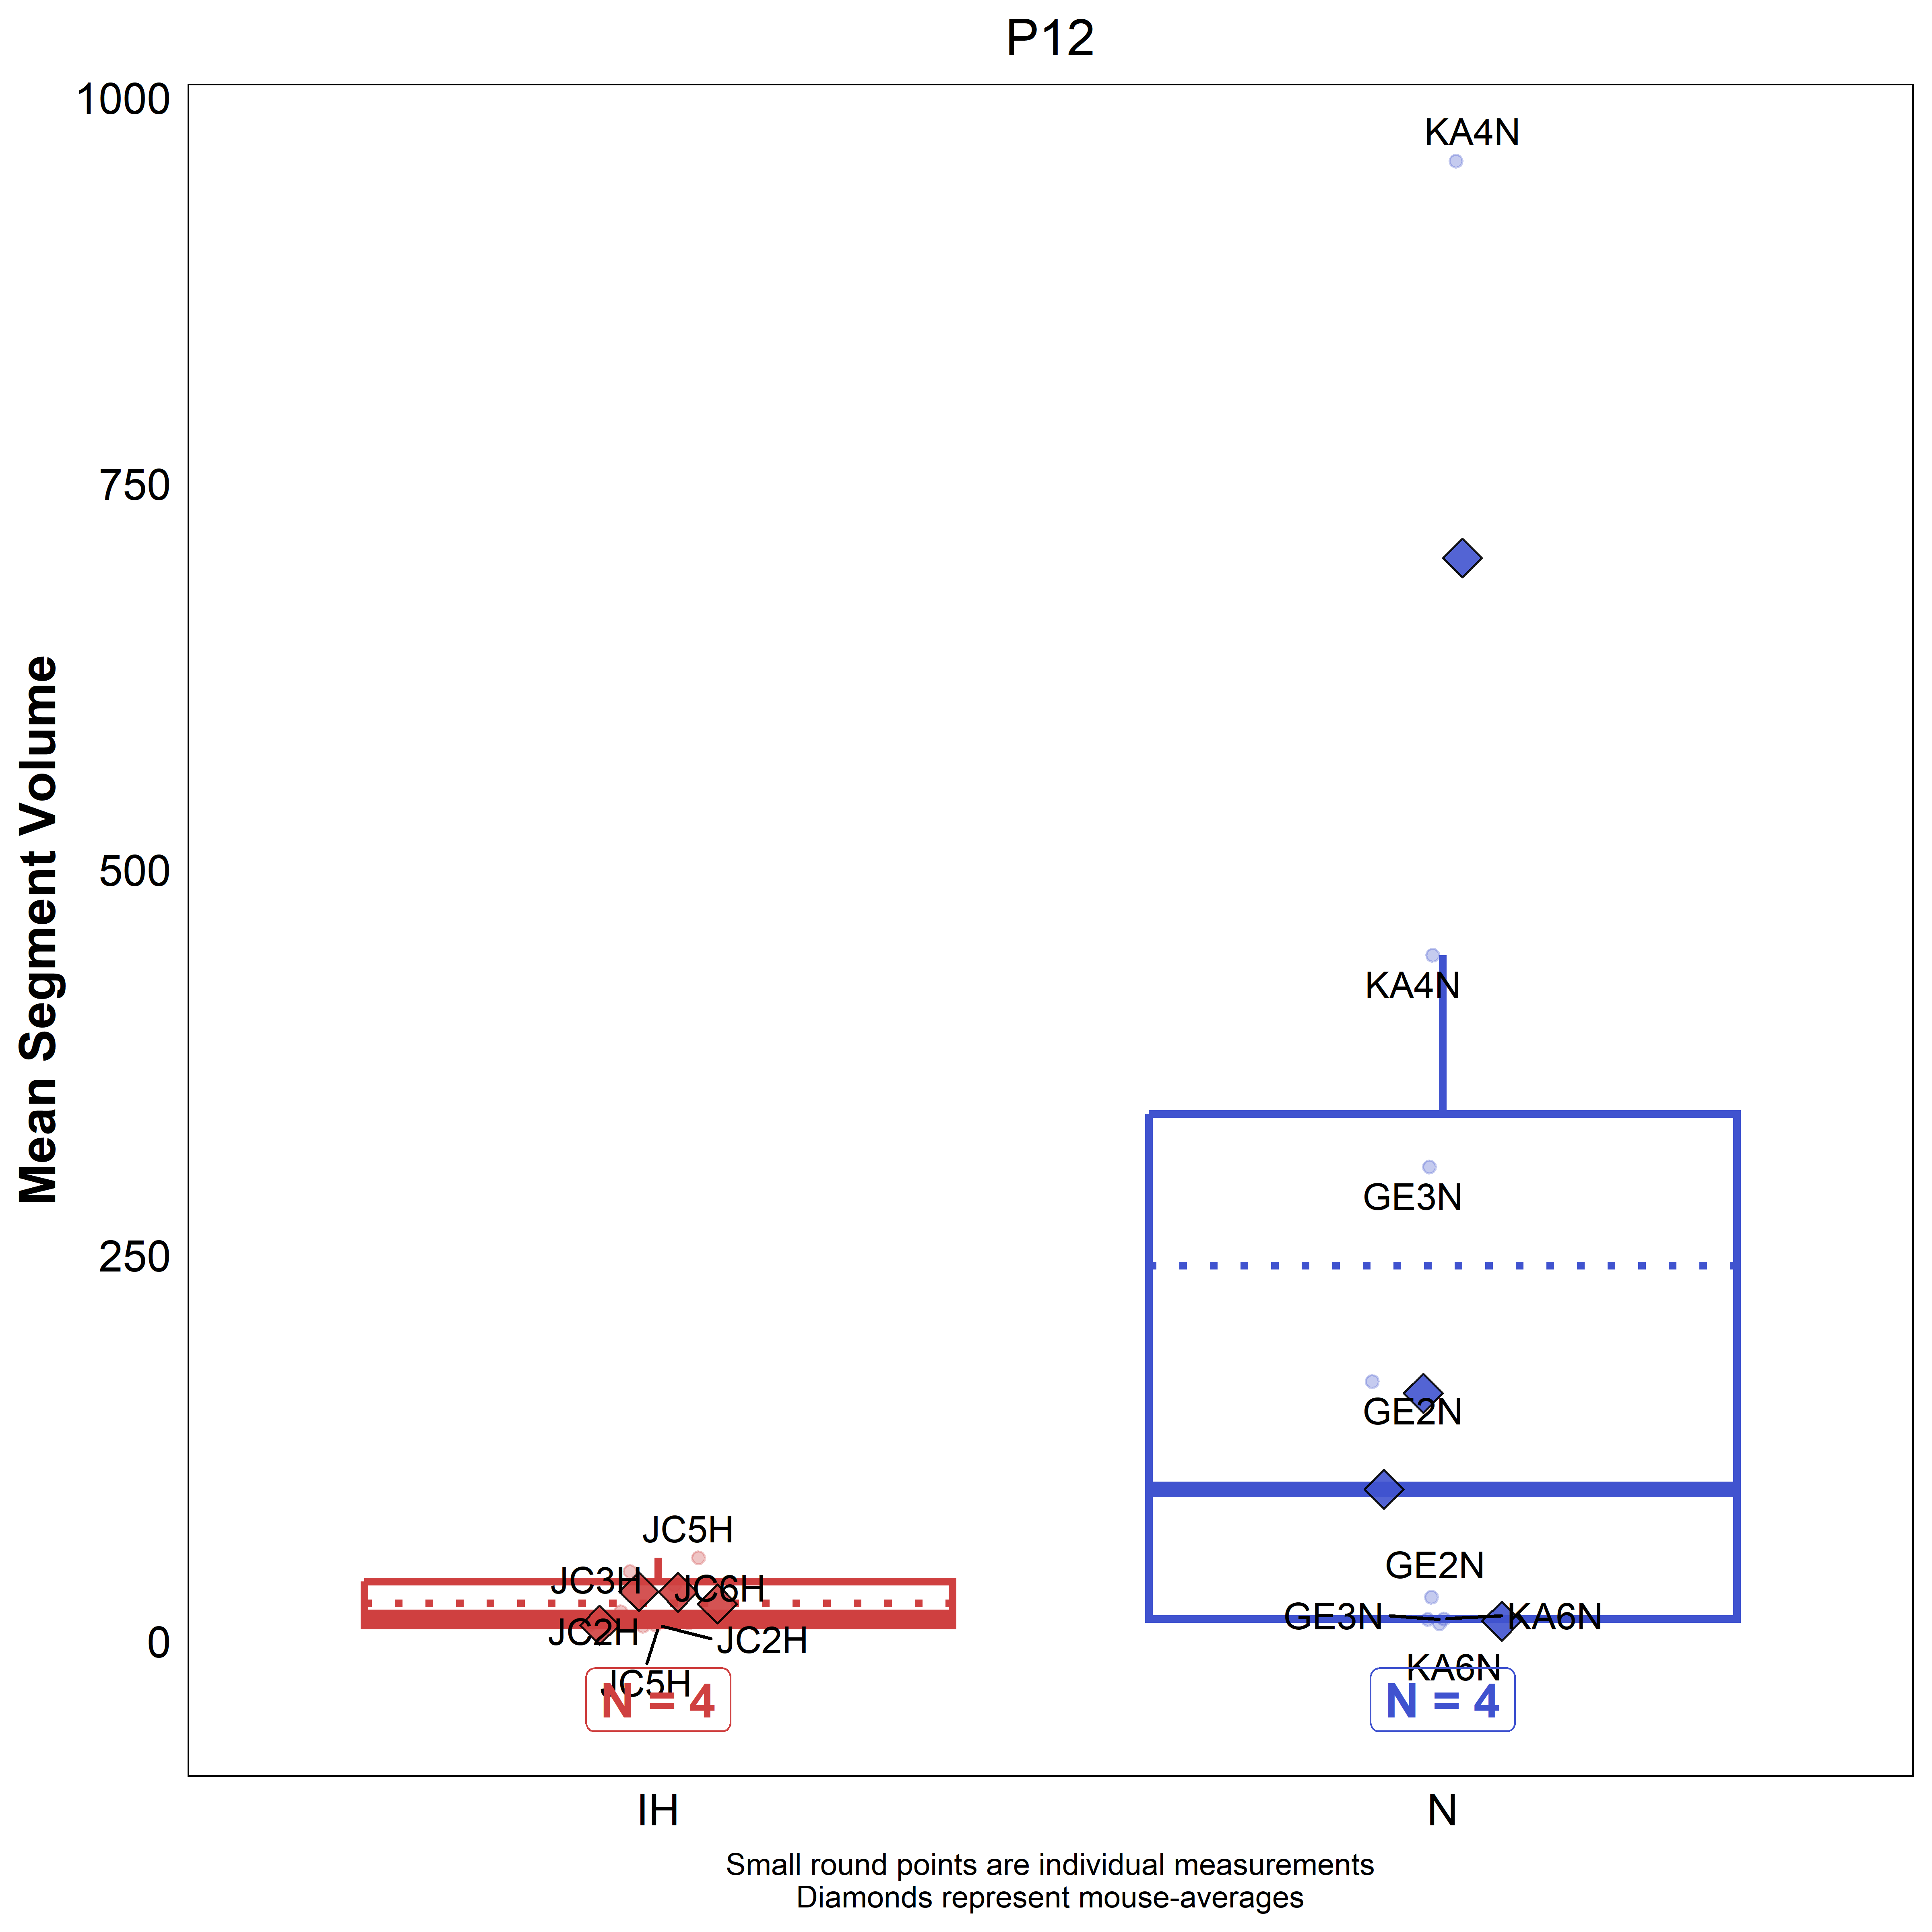 P12
1000
750
500
250
0
Mean Segment Volume
KA4N
KA4N
GE3N
GE2N
GE2N
GE3N
KA6N
KA6N
JC5H
JC3H
JC6H
JC2H
JC2H
JC5H
N = 4
N = 4
IH
N
Small round points are individual measurements
Diamonds represent mouse-averages